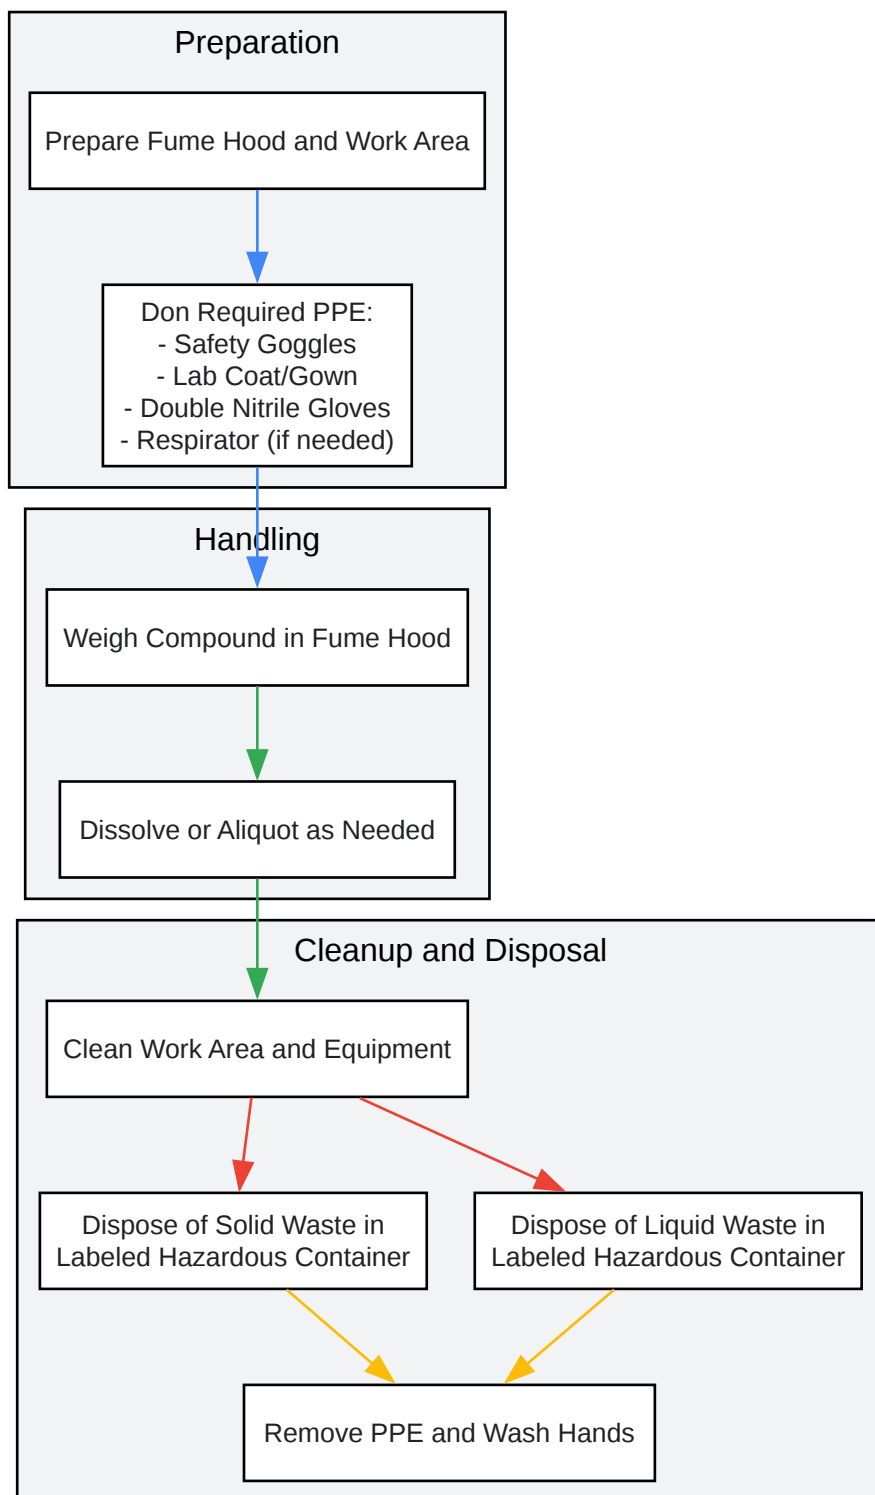 Preparation
Prepare Fume Hood and Work Area
Don Required PPE:
- Safety Goggles
- Lab Coat/Gown
- Double Nitrile Gloves
- Respirator (if needed)
Handling
Weigh Compound in Fume Hood
Dissolve or Aliquot as Needed
Cleanup and Disposal
Clean Work Area and Equipment
Dispose of Solid Waste in
Labeled Hazardous Container
Dispose of Liquid Waste in
Labeled Hazardous Container
Remove PPE and Wash Hands